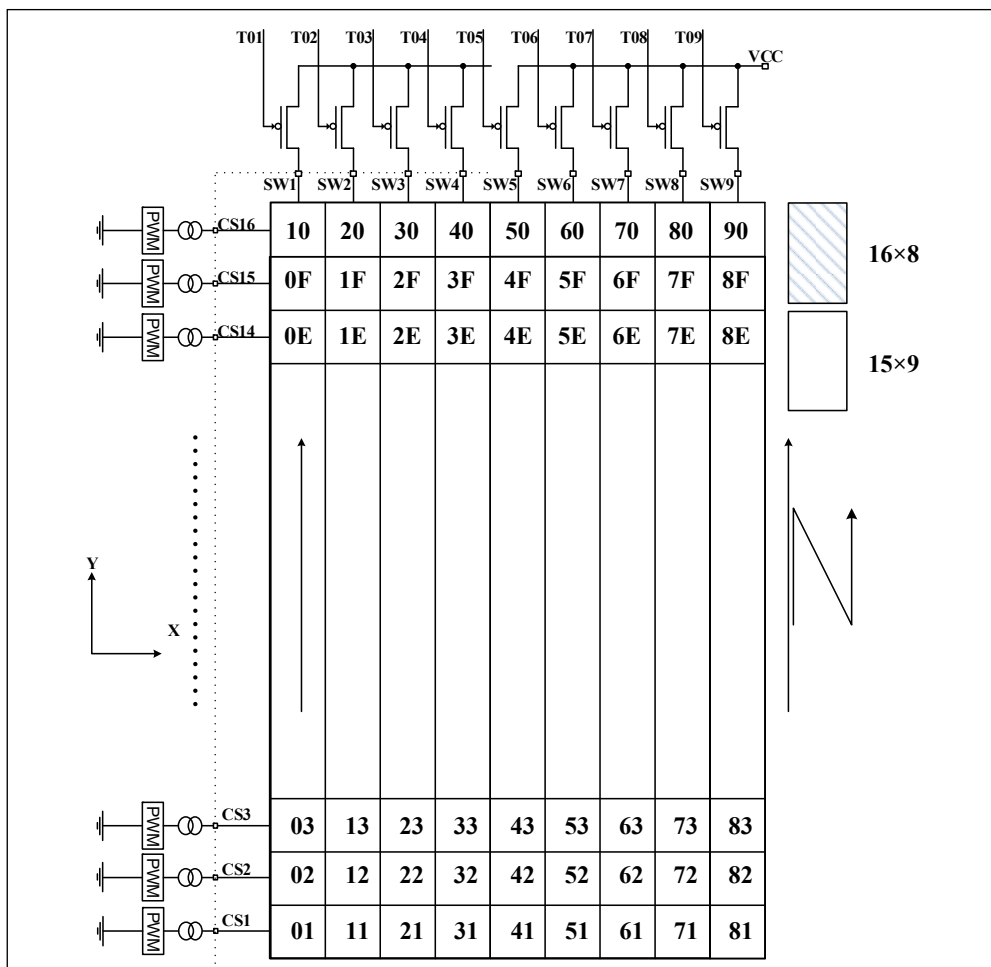 T01 T02 T03 T04 T05 T06 T07 T08 T09
VCC
SW1 SW2 SW3 SW4 SW5 SW6 SW7 SW8 SW9
PWM CS16 10 20 30 40 50 60 70 80 90
16×8
PWM CS15 0F 1F 2F 3F 4F 5F 6F 7F 8F
PWM CS14 0E 1E 2E 3E 4E 5E 6E 7E 8E
15×9
Y
X
PWM CS3 03 13 23 33 43 53 63 73 83
PWM CS2 02 12 22 32 42 52 62 72 82
PWM CS1 01 11 21 31 41 51 61 71 81